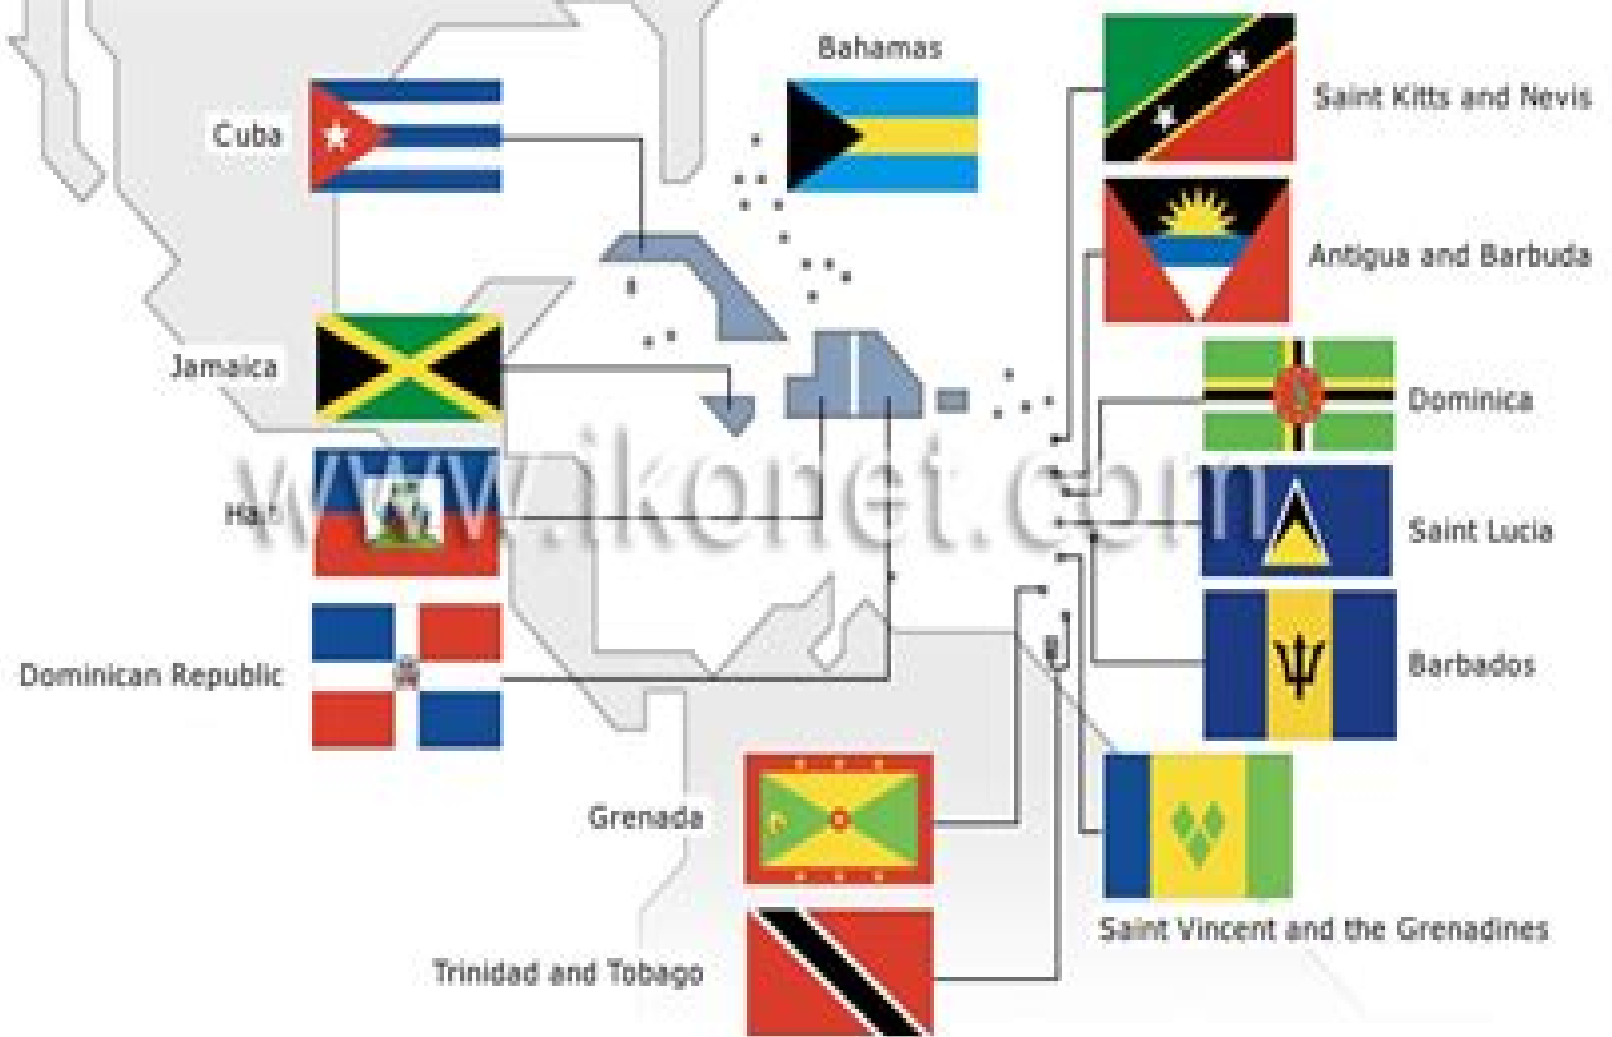 Bahamas
Saint Kitts and Nevis
Cuba
Antigua and Barbuda
Jamaica
Dominica
www.ikonet.com
Haiti
Saint Lucia
Dominican Republic
Barbados
Grenada
Saint Vincent and the Grenadines
Trinidad and Tobago